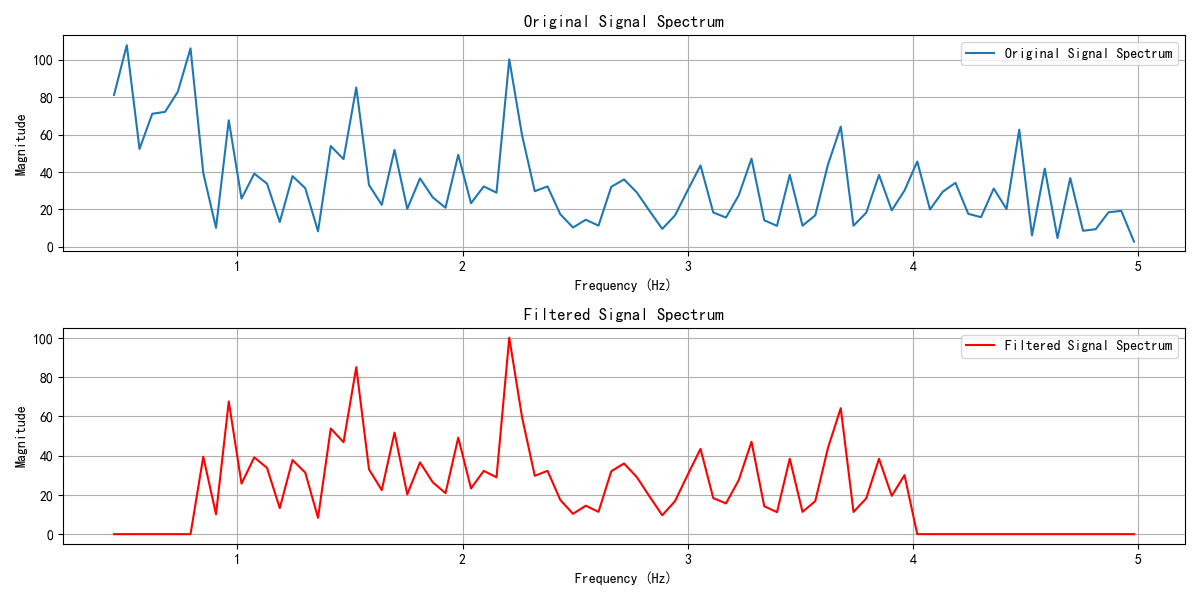 Original Signal Spectrum
Original Signal Spectrum
Magnitude
100
80
60
40
20
0
1 2 3 4 5
Frequency (Hz)
Filtered Signal Spectrum
Filtered Signal Spectrum
Magnitude
100
80
60
40
20
0
1 2 3 4 5
Frequency (Hz)